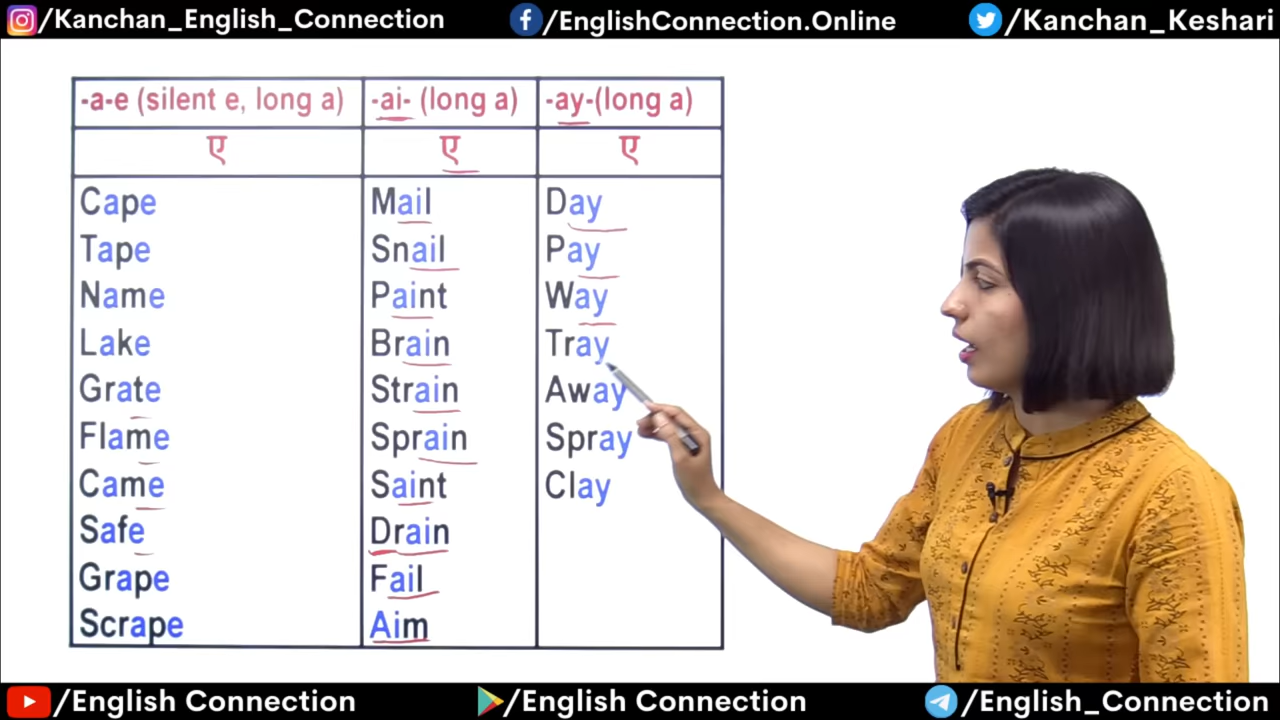 /Kanchan_English_Connection /EnglishConnection.Online /Kanchan_Keshari
-a-e (silent e, long a) -ai- (long a) -ay-(long a)
ए ए ए
Cape Mail Day
Tape Snail Pay
Name Paint Way
Lake Brain Tray
Grate Strain Away
Flame Sprain Spray
Came Saint Clay
Safe Drain
Grape Fail
Scrape Aim
/English Connection /English Connection /English_Connection